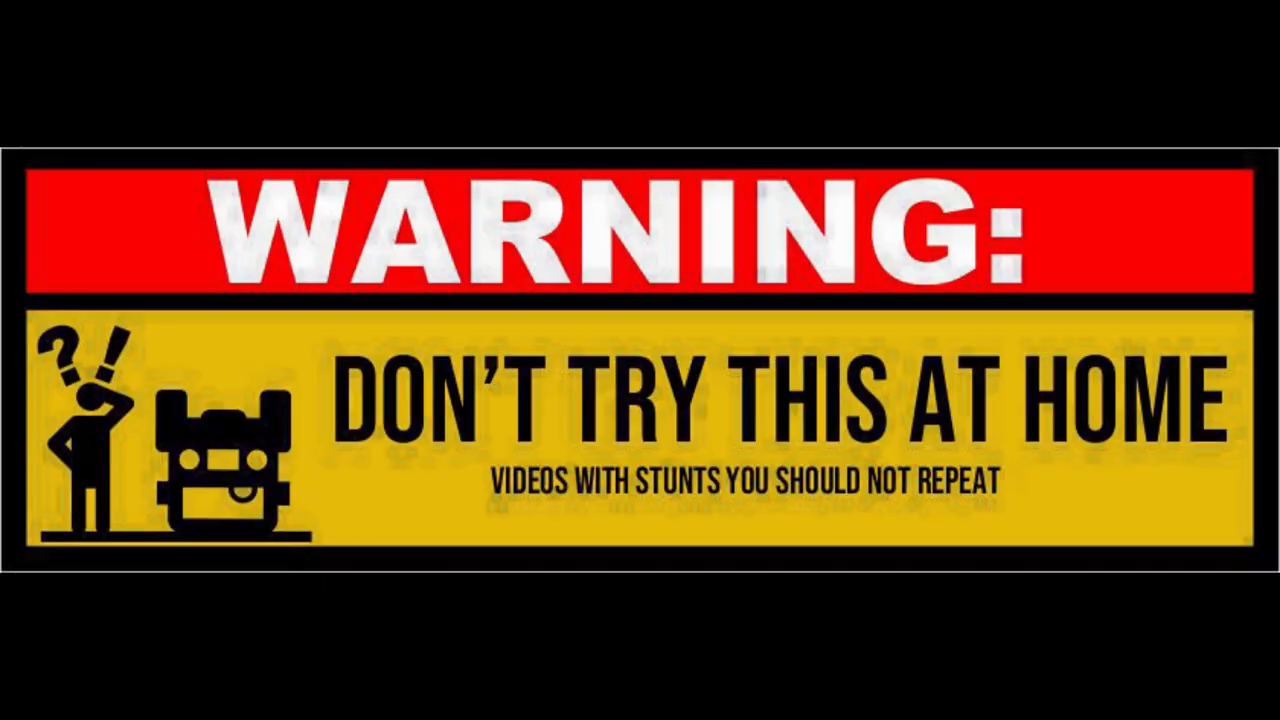 WARNING:
?!
DON'T TRY THIS AT HOME
VIDEOS WITH STUNTS YOU SHOULD NOT REPEAT